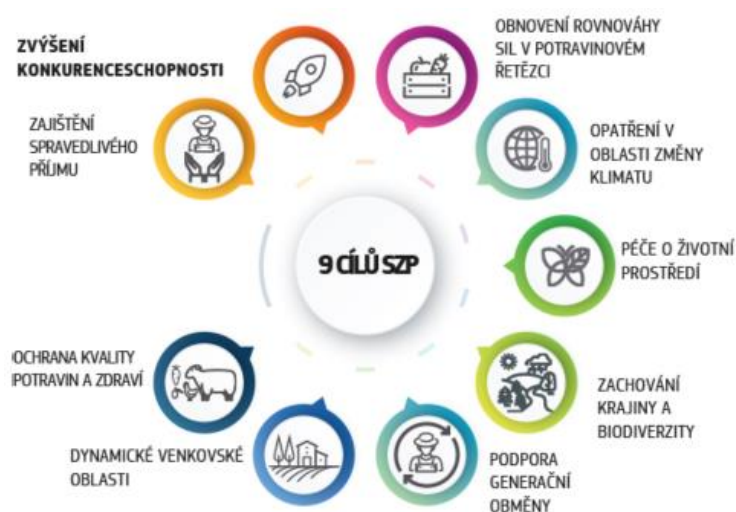 ZVÝŠENÍ
KONKURENCESCHOPNOSTI
OBNOVENÍ ROVNOVÁHY
SIL V POTRAVINOVÉM
ŘETĚZCI
ZAJIŠTĚNÍ
SPRAVEDLIVÉHO
PŘÍJMU
OPATŘENÍ V
OBLASTI ZMĚNY
KLIMATU
9 CÍLŮ SZP
PÉČE O ŽIVOTNÍ
PROSTŘEDÍ
OCHRANA KVALITY
POTRAVIN A ZDRAVÍ
ZACHOVÁNÍ
KRAJINY A
BIODIVERZITY
DYNAMICKÉ VENKOVSKÉ
OBLASTI
PODPORA
GENERAČNÍ
OBMĚNY